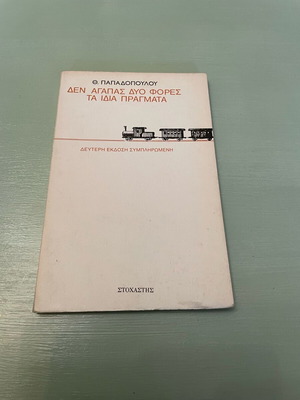 Θ. ΠΑΠΑΔΟΠΟΥΛΟΥ
ΔΕΝ ΑΓΑΠΑΣ ΔΥΟ ΦΟΡΕΣ
ΤΑ ΙΔΙΑ ΠΡΑΓΜΑΤΑ
ΔΕΥΤΕΡΗ ΕΚΔΟΣΗ ΣΥΜΠΛΗΡΩΜΕΝΗ
ΣΤΟΧΑΣΤΗΣ